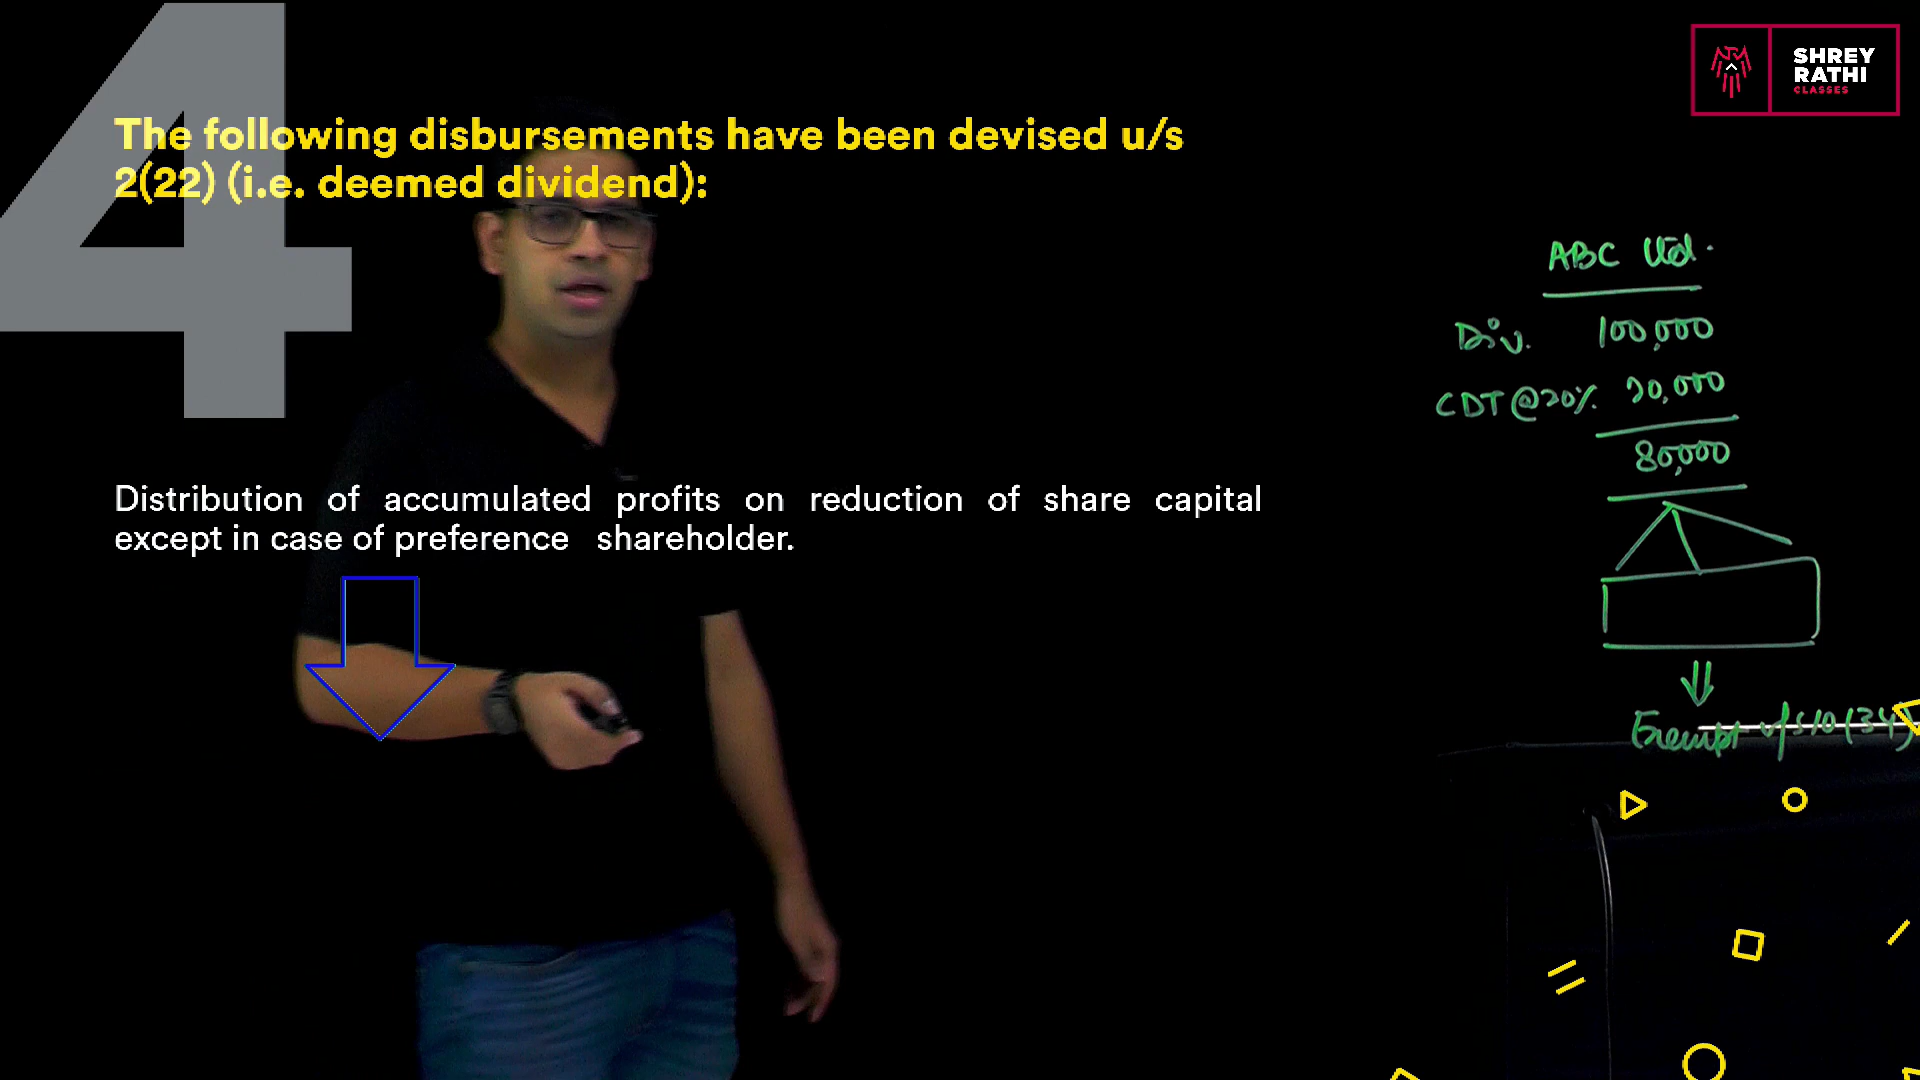 4
SHREY
RATHI
CLASSES
The following disbursements have been devised u/s
2(22) (i.e. deemed dividend):
ABC Ltd.
Div. 100,000
CDT@20% 20,000
80,000
Distribution of accumulated profits on reduction of share capital
except in case of preference shareholder.
Exempt u/s 10(34)